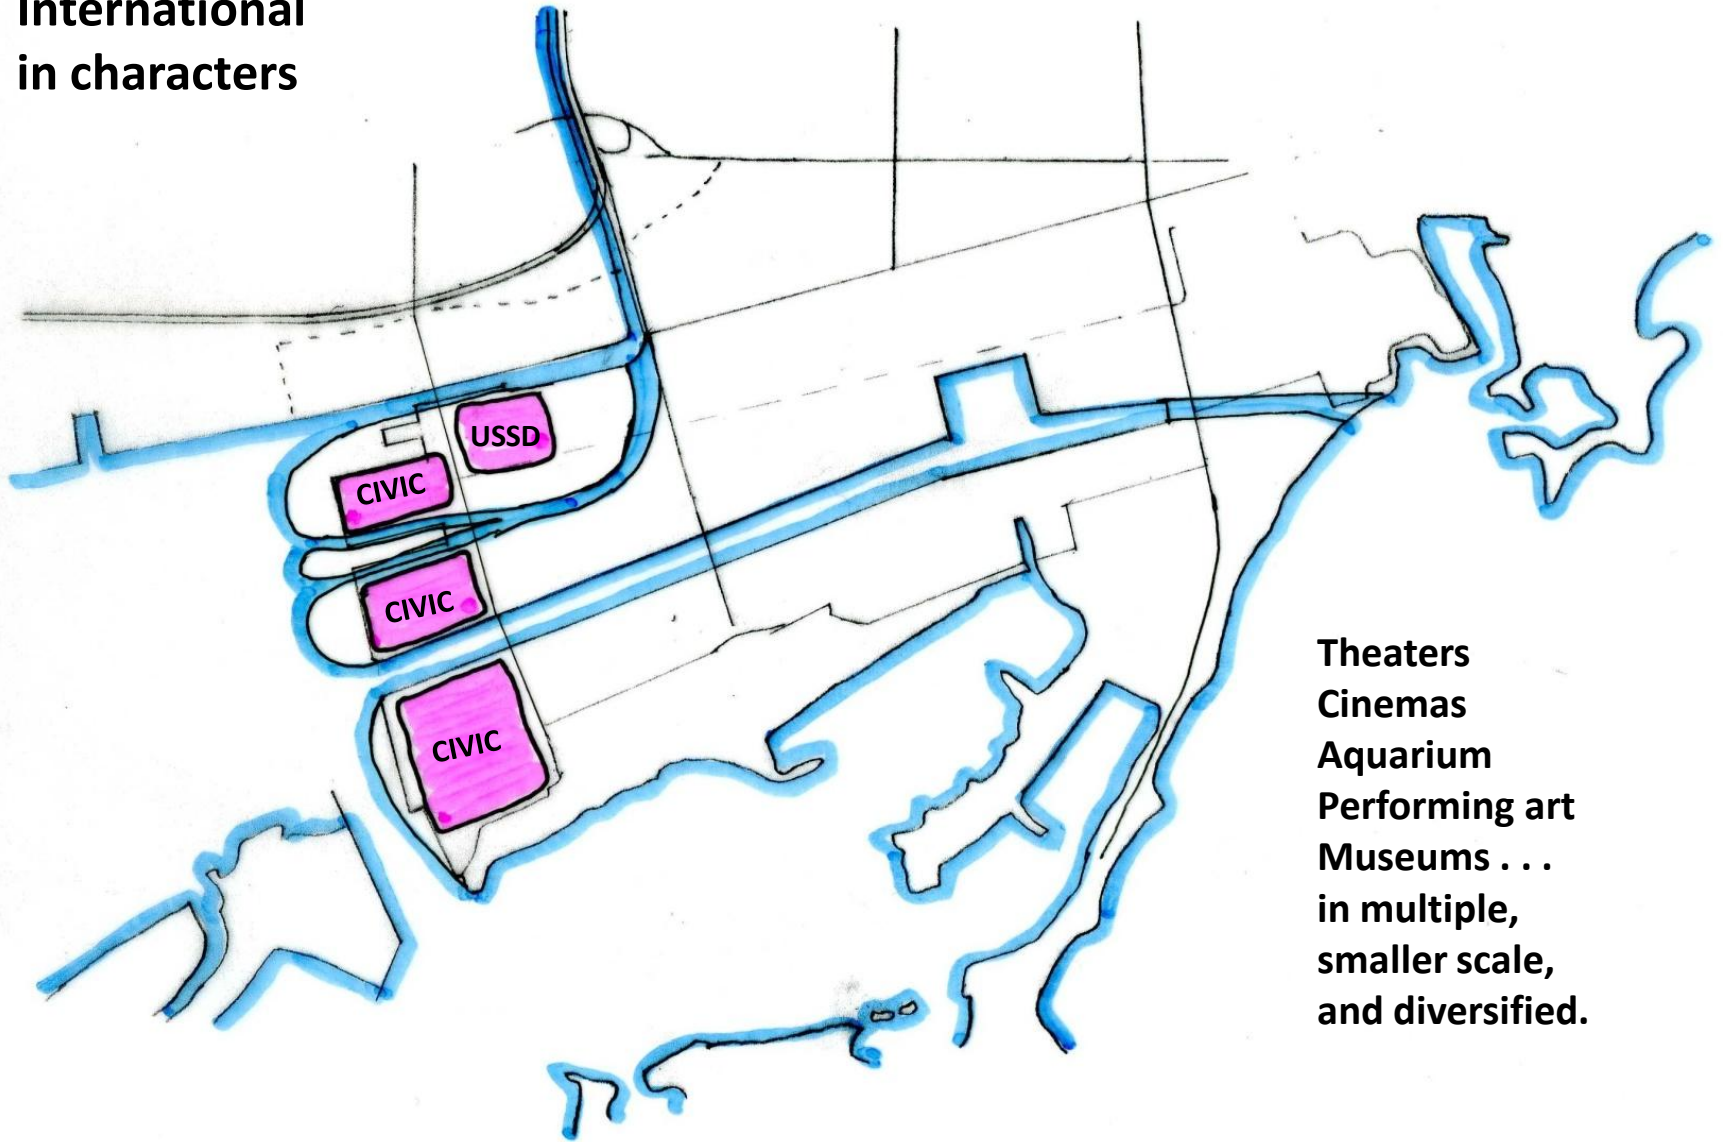 International
in characters
USSD
CIVIC
CIVIC
CIVIC
Theaters
Cinemas
Aquarium
Performing art
Museums . . .
in multiple,
smaller scale,
and diversified.